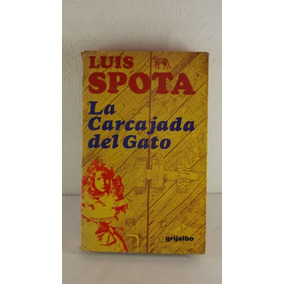 LUIS
SPOTA
La
Carcajada
del Gato
grijalbo